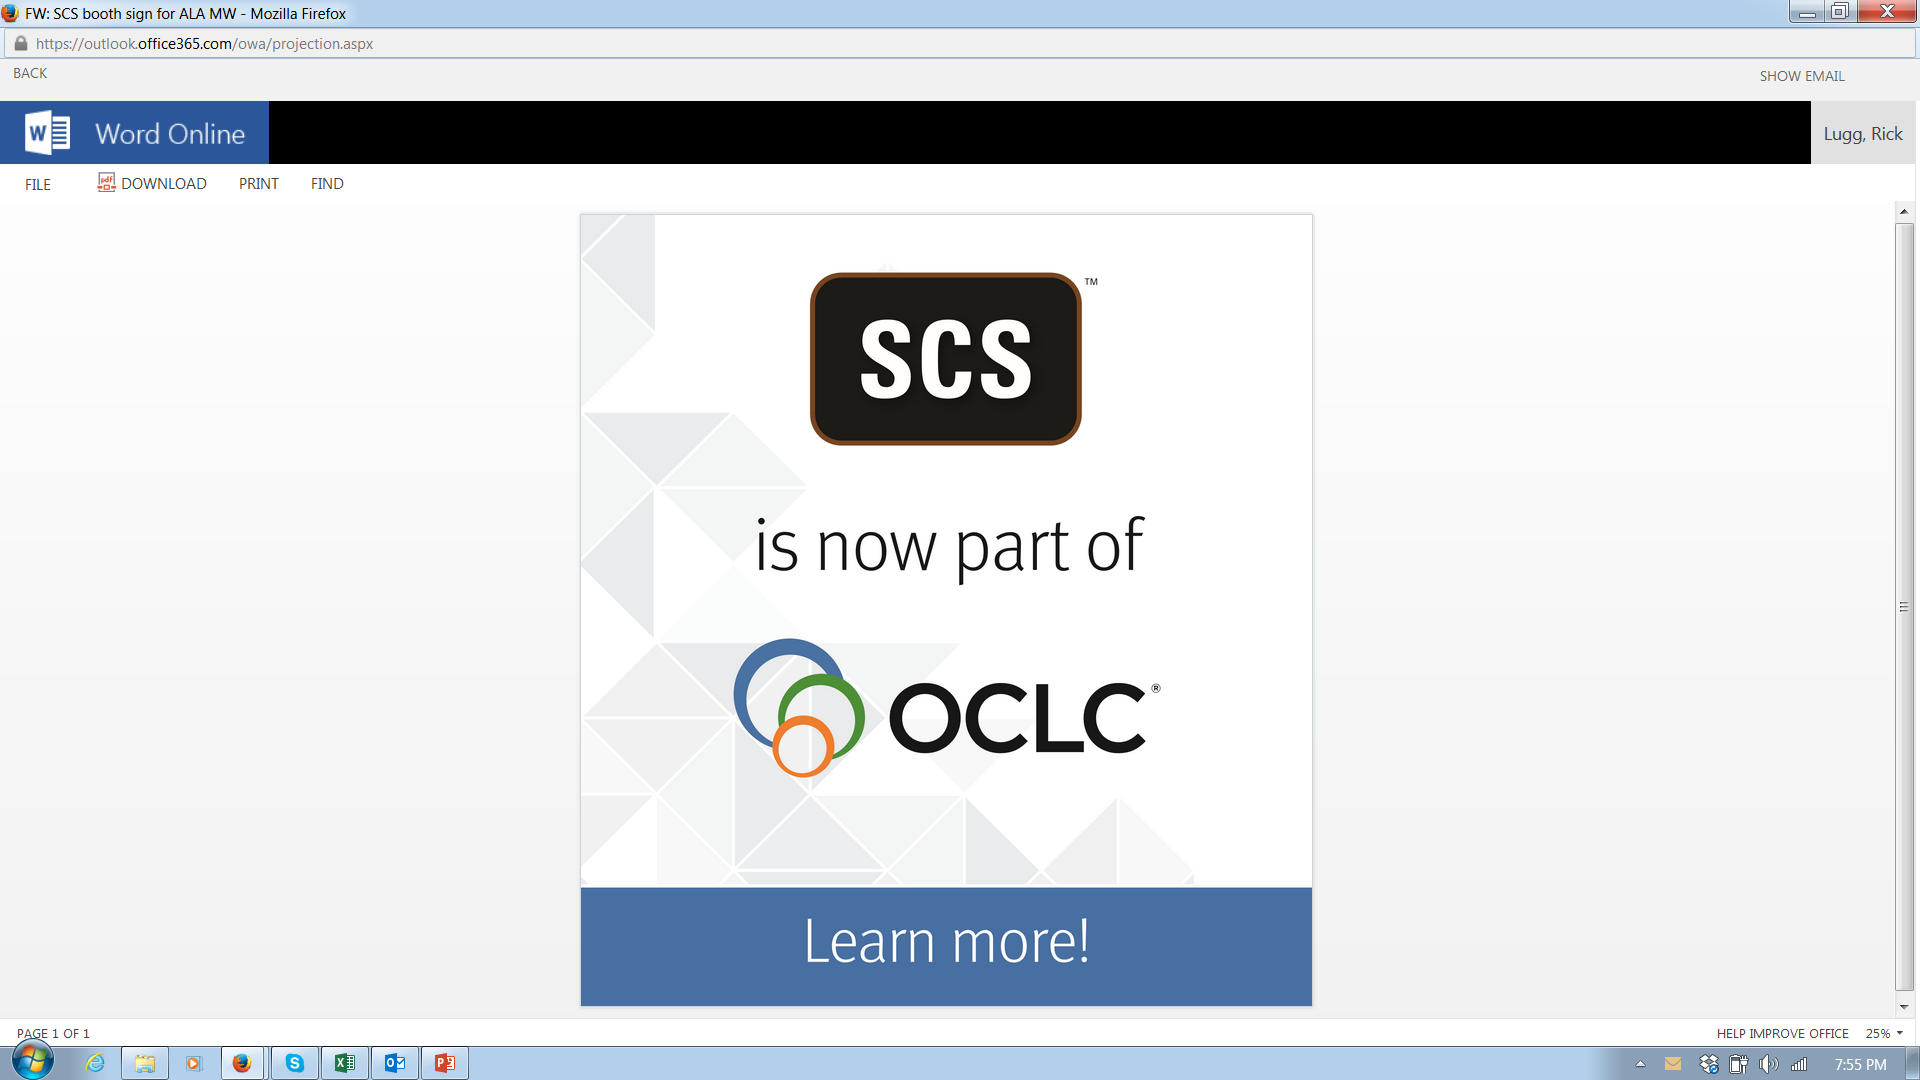 FW: SCS booth sign for ALA MW - Mozilla Firefox
https://outlook.office365.com/owa/projection.aspx
BACK
SHOW EMAIL
Word Online
Lugg, Rick
FILE
DOWNLOAD
PRINT
FIND
SCS™
is now part of
OCLC®
Learn more!
PAGE 1 OF 1
HELP IMPROVE OFFICE
25%
7:55 PM